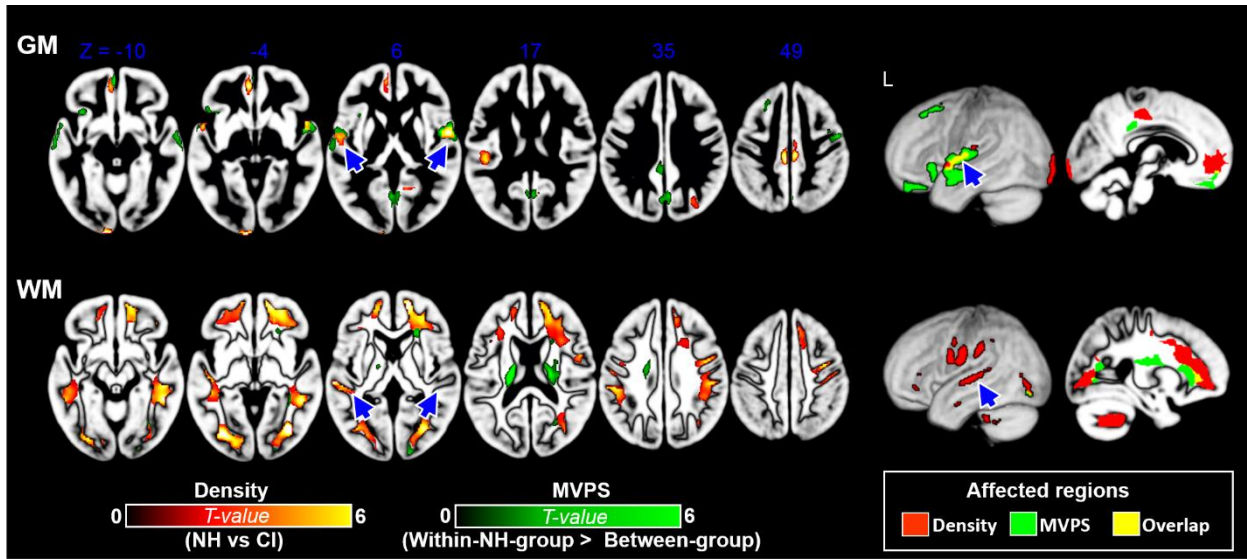 GM
Z = -10 -4 6 17 35 49
L
WM
Density MVPS
0 T-value 6 0 T-value 6
(NH vs CI) (Within-NH-group > Between-group)
Affected regions
Density MVPS Overlap